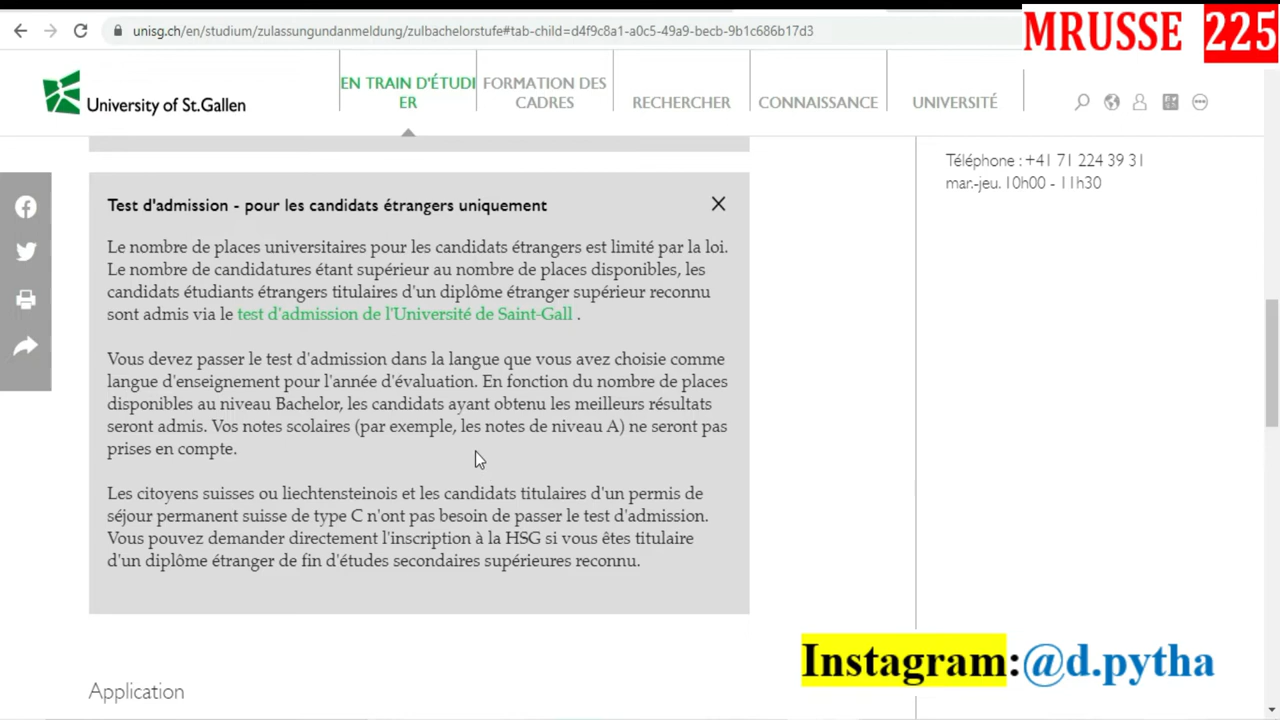 unisg.ch/en/studium/zulassungundanmeldung/zulbachelorstufe#tab-child=d4f9c8a1-a0c5-49a9-becb-9b1c686b17d3
MRUSSE 225
University of St.Gallen
EN TRAIN D'ÉTUDI
ER
FORMATION DES
CADRES
RECHERCHER
CONNAISSANCE
UNIVERSITÉ
Téléphone : +41 71 224 39 31
mar.-jeu. 10h00 - 11h30
Test d'admission - pour les candidats étrangers uniquement
Le nombre de places universitaires pour les candidats étrangers est limité par la loi.
Le nombre de candidatures étant supérieur au nombre de places disponibles, les
candidats étudiants étrangers titulaires d'un diplôme étranger supérieur reconnu
sont admis via le test d'admission de l'Université de Saint-Gall .
Vous devez passer le test d'admission dans la langue que vous avez choisie comme
langue d'enseignement pour l'année d'évaluation. En fonction du nombre de places
disponibles au niveau Bachelor, les candidats ayant obtenu les meilleurs résultats
seront admis. Vos notes scolaires (par exemple, les notes de niveau A) ne seront pas
prises en compte.
Les citoyens suisses ou liechtensteinois et les candidats titulaires d'un permis de
séjour permanent suisse de type C n'ont pas besoin de passer le test d'admission.
Vous pouvez demander directement l'inscription à la HSG si vous êtes titulaire
d'un diplôme étranger de fin d'études secondaires supérieures reconnu.
Application
Instagram:@d.pytha